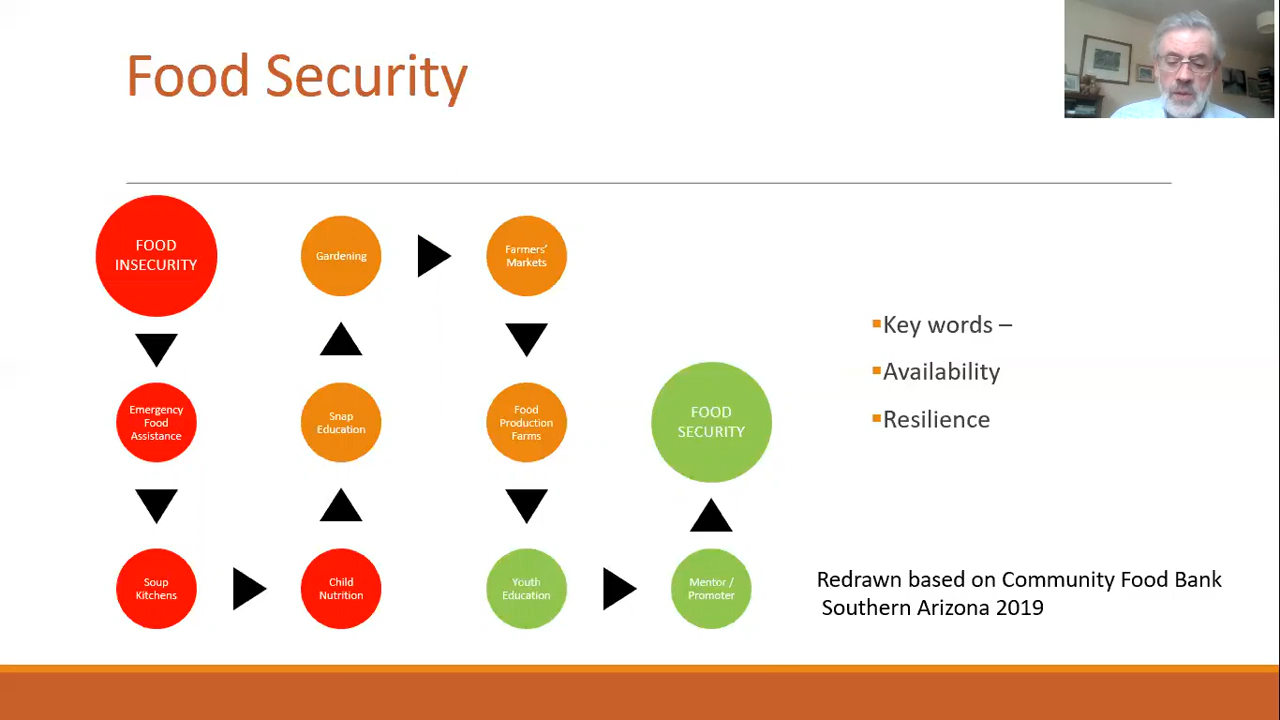 Food Security
FOOD
INSECURITY
Emergency
Food
Assistance
Soup
Kitchens
Child
Nutrition
Snap
Education
Gardening
Farmers’
Markets
Food
Production
Farms
Youth
Education
Mentor /
Promoter
FOOD
SECURITY
Key words –
Availability
Resilience
Redrawn based on Community Food Bank
Southern Arizona 2019